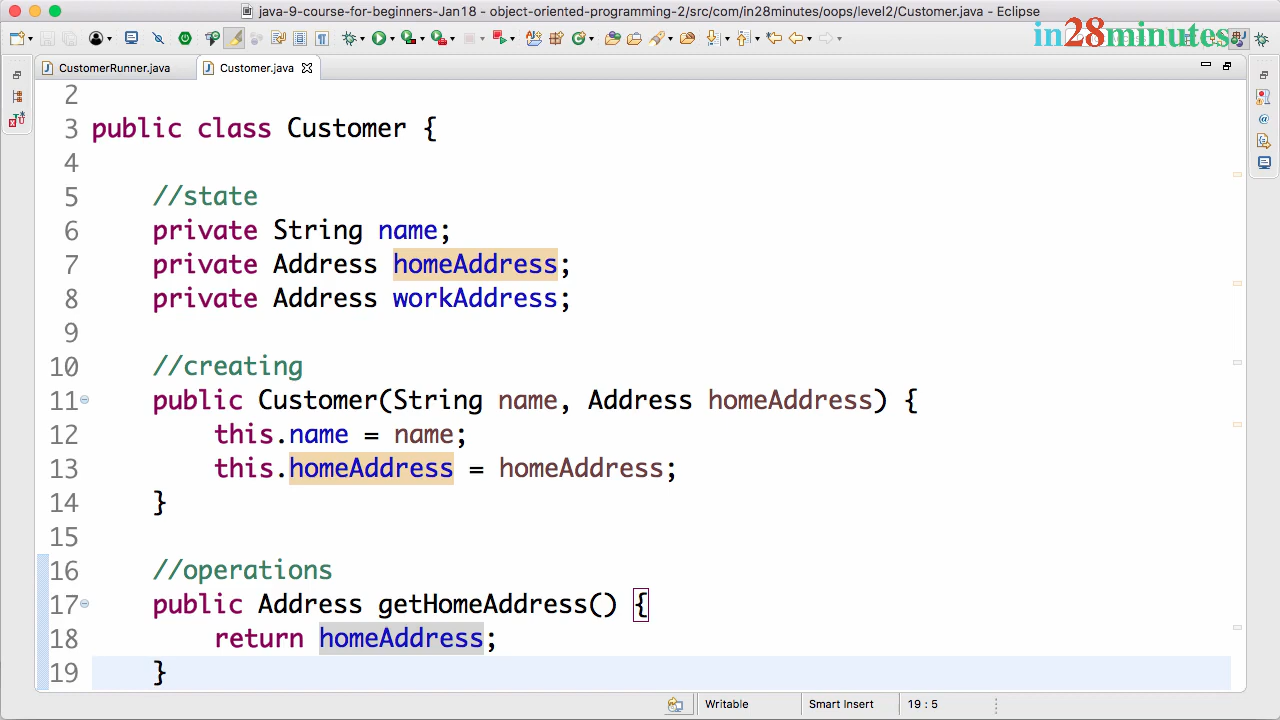 java-9-course-for-beginners-Jan18 - object-oriented-programming-2/src/com/in28minutes/oops/level2/Customer.java - Eclipse
in28minutes
CustomerRunner.java
Customer.java
2
3 public class Customer {
4
5 //state
6 private String name;
7 private Address homeAddress;
8 private Address workAddress;
9
10 //creating
11 public Customer(String name, Address homeAddress) {
12 this.name = name;
13 this.homeAddress = homeAddress;
14 }
15
16 //operations
17 public Address getHomeAddress() {
18 return homeAddress;
19 }
Writable Smart Insert 19 : 5